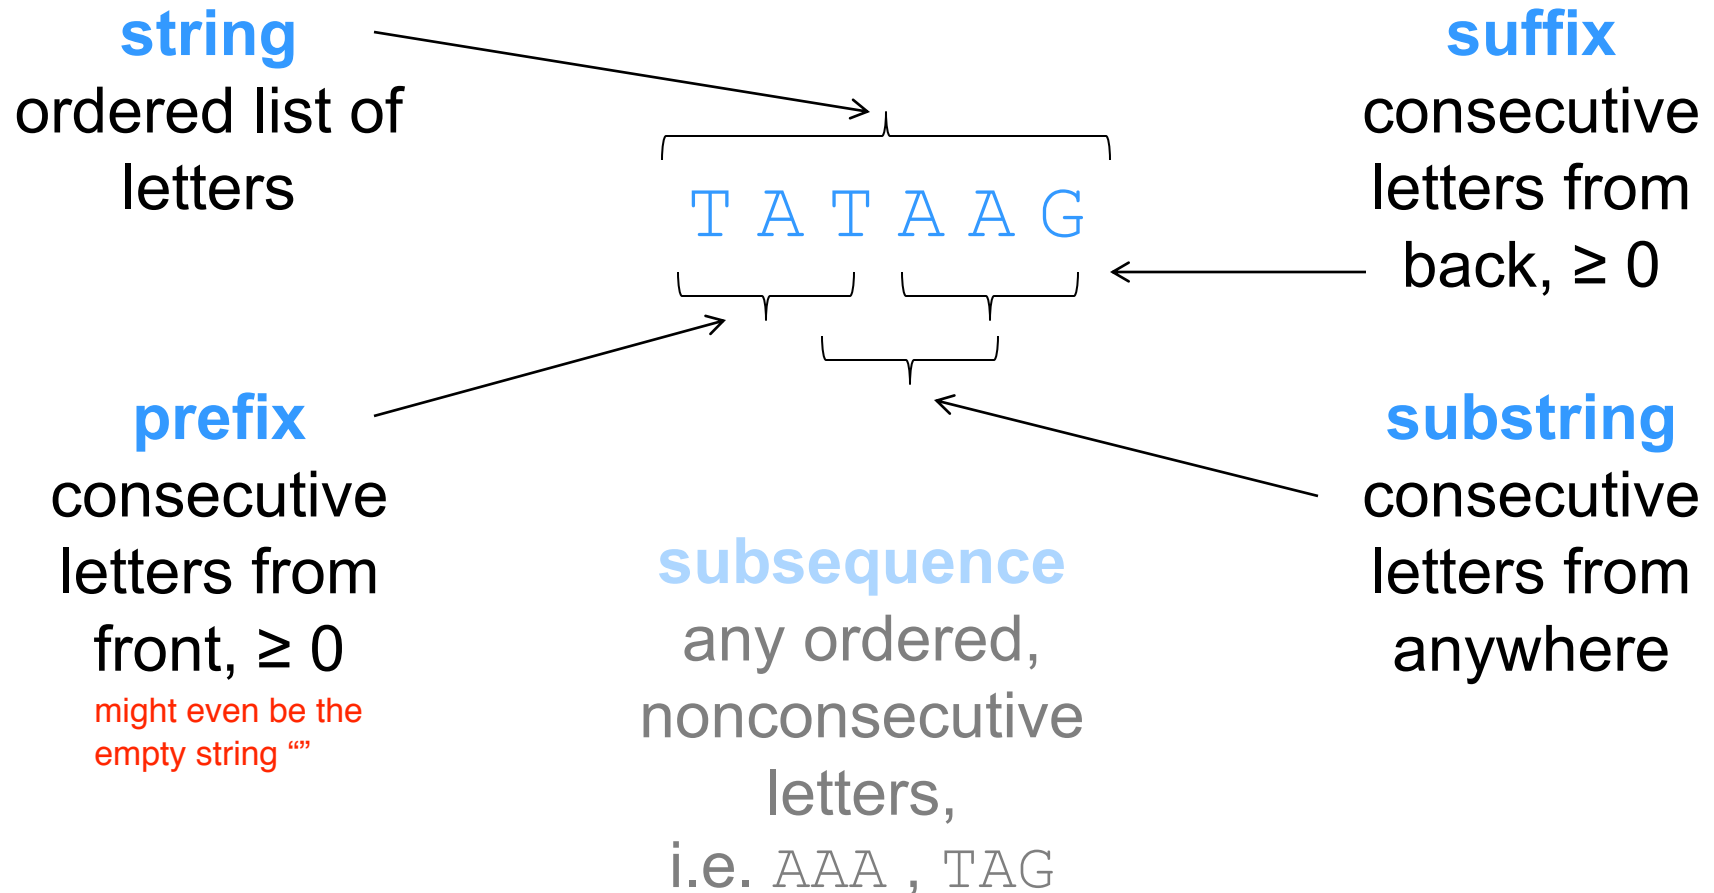 string
ordered list of
letters
T A T A A G
suffix
consecutive
letters from
back, ≥ 0
prefix
consecutive
letters from
front, ≥ 0
might even be the
empty string “”
subsequence
any ordered,
nonconsecutive
letters,
i.e. AAA , TAG
substring
consecutive
letters from
anywhere